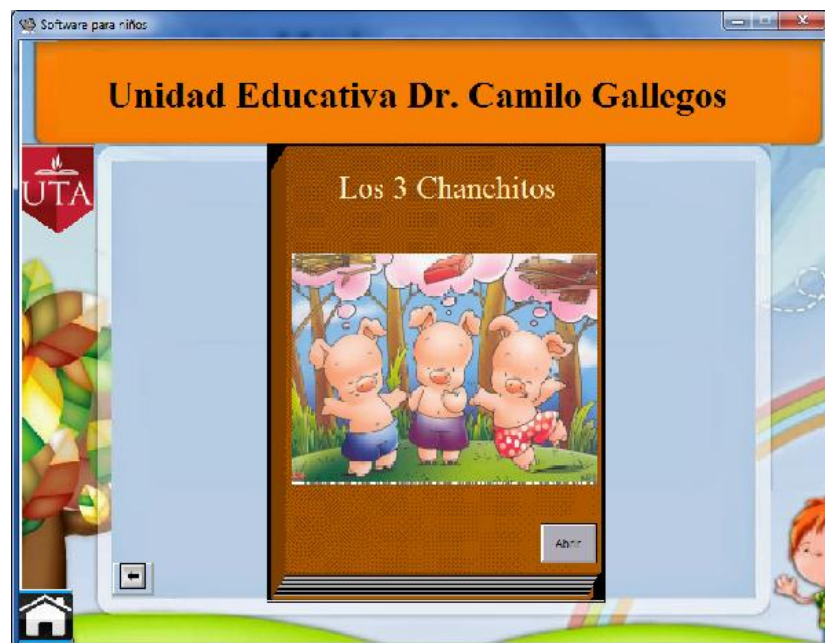 Software para niños
Unidad Educativa Dr. Camilo Gallegos
UTA
Los 3 Chanchitos
Abrir